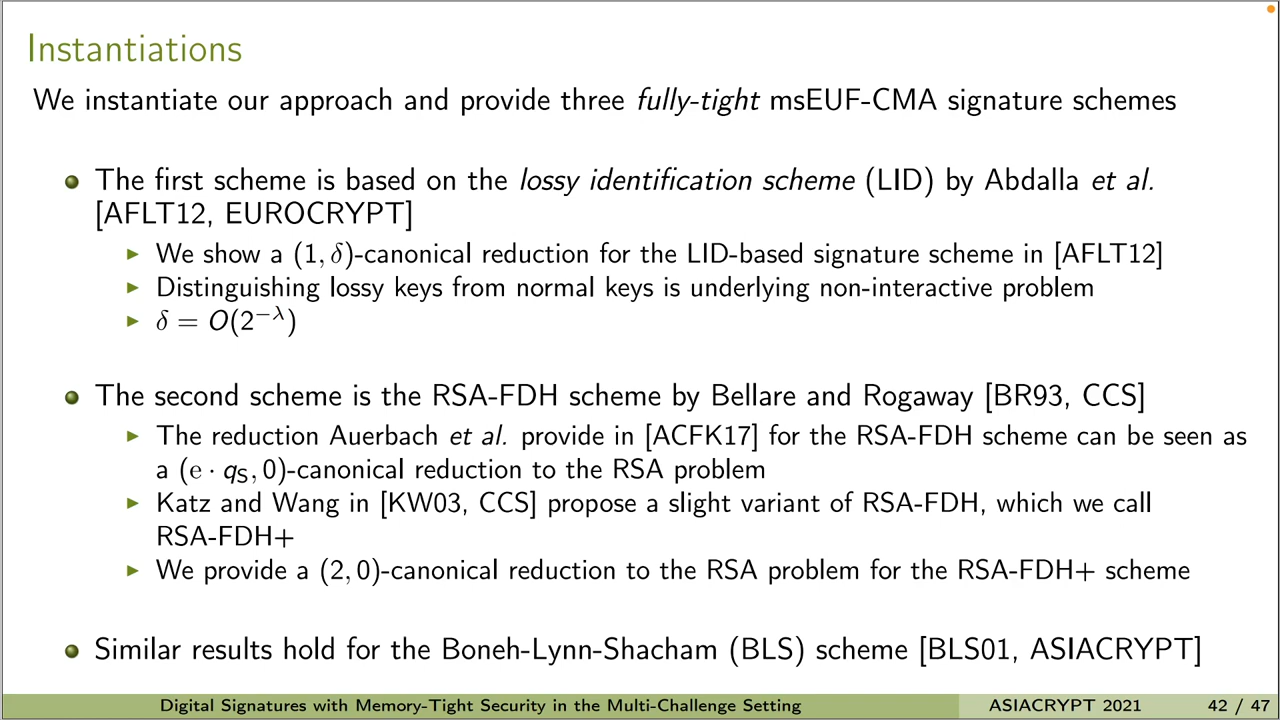 Instantiations
We instantiate our approach and provide three fully-tight msEUF-CMA signature schemes
The first scheme is based on the lossy identification scheme (LID) by Abdalla et al.
[AFLT12, EUROCRYPT]
We show a (1, δ)-canonical reduction for the LID-based signature scheme in [AFLT12]
Distinguishing lossy keys from normal keys is underlying non-interactive problem
δ = O(2^{−λ})
The second scheme is the RSA-FDH scheme by Bellare and Rogaway [BR93, CCS]
The reduction Auerbach et al. provide in [ACFK17] for the RSA-FDH scheme can be seen as
a (e · q_S, 0)-canonical reduction to the RSA problem
Katz and Wang in [KW03, CCS] propose a slight variant of RSA-FDH, which we call
RSA-FDH+
We provide a (2, 0)-canonical reduction to the RSA problem for the RSA-FDH+ scheme
Similar results hold for the Boneh-Lynn-Shacham (BLS) scheme [BLS01, ASIACRYPT]
Digital Signatures with Memory-Tight Security in the Multi-Challenge Setting ASIACRYPT 2021 42 / 47